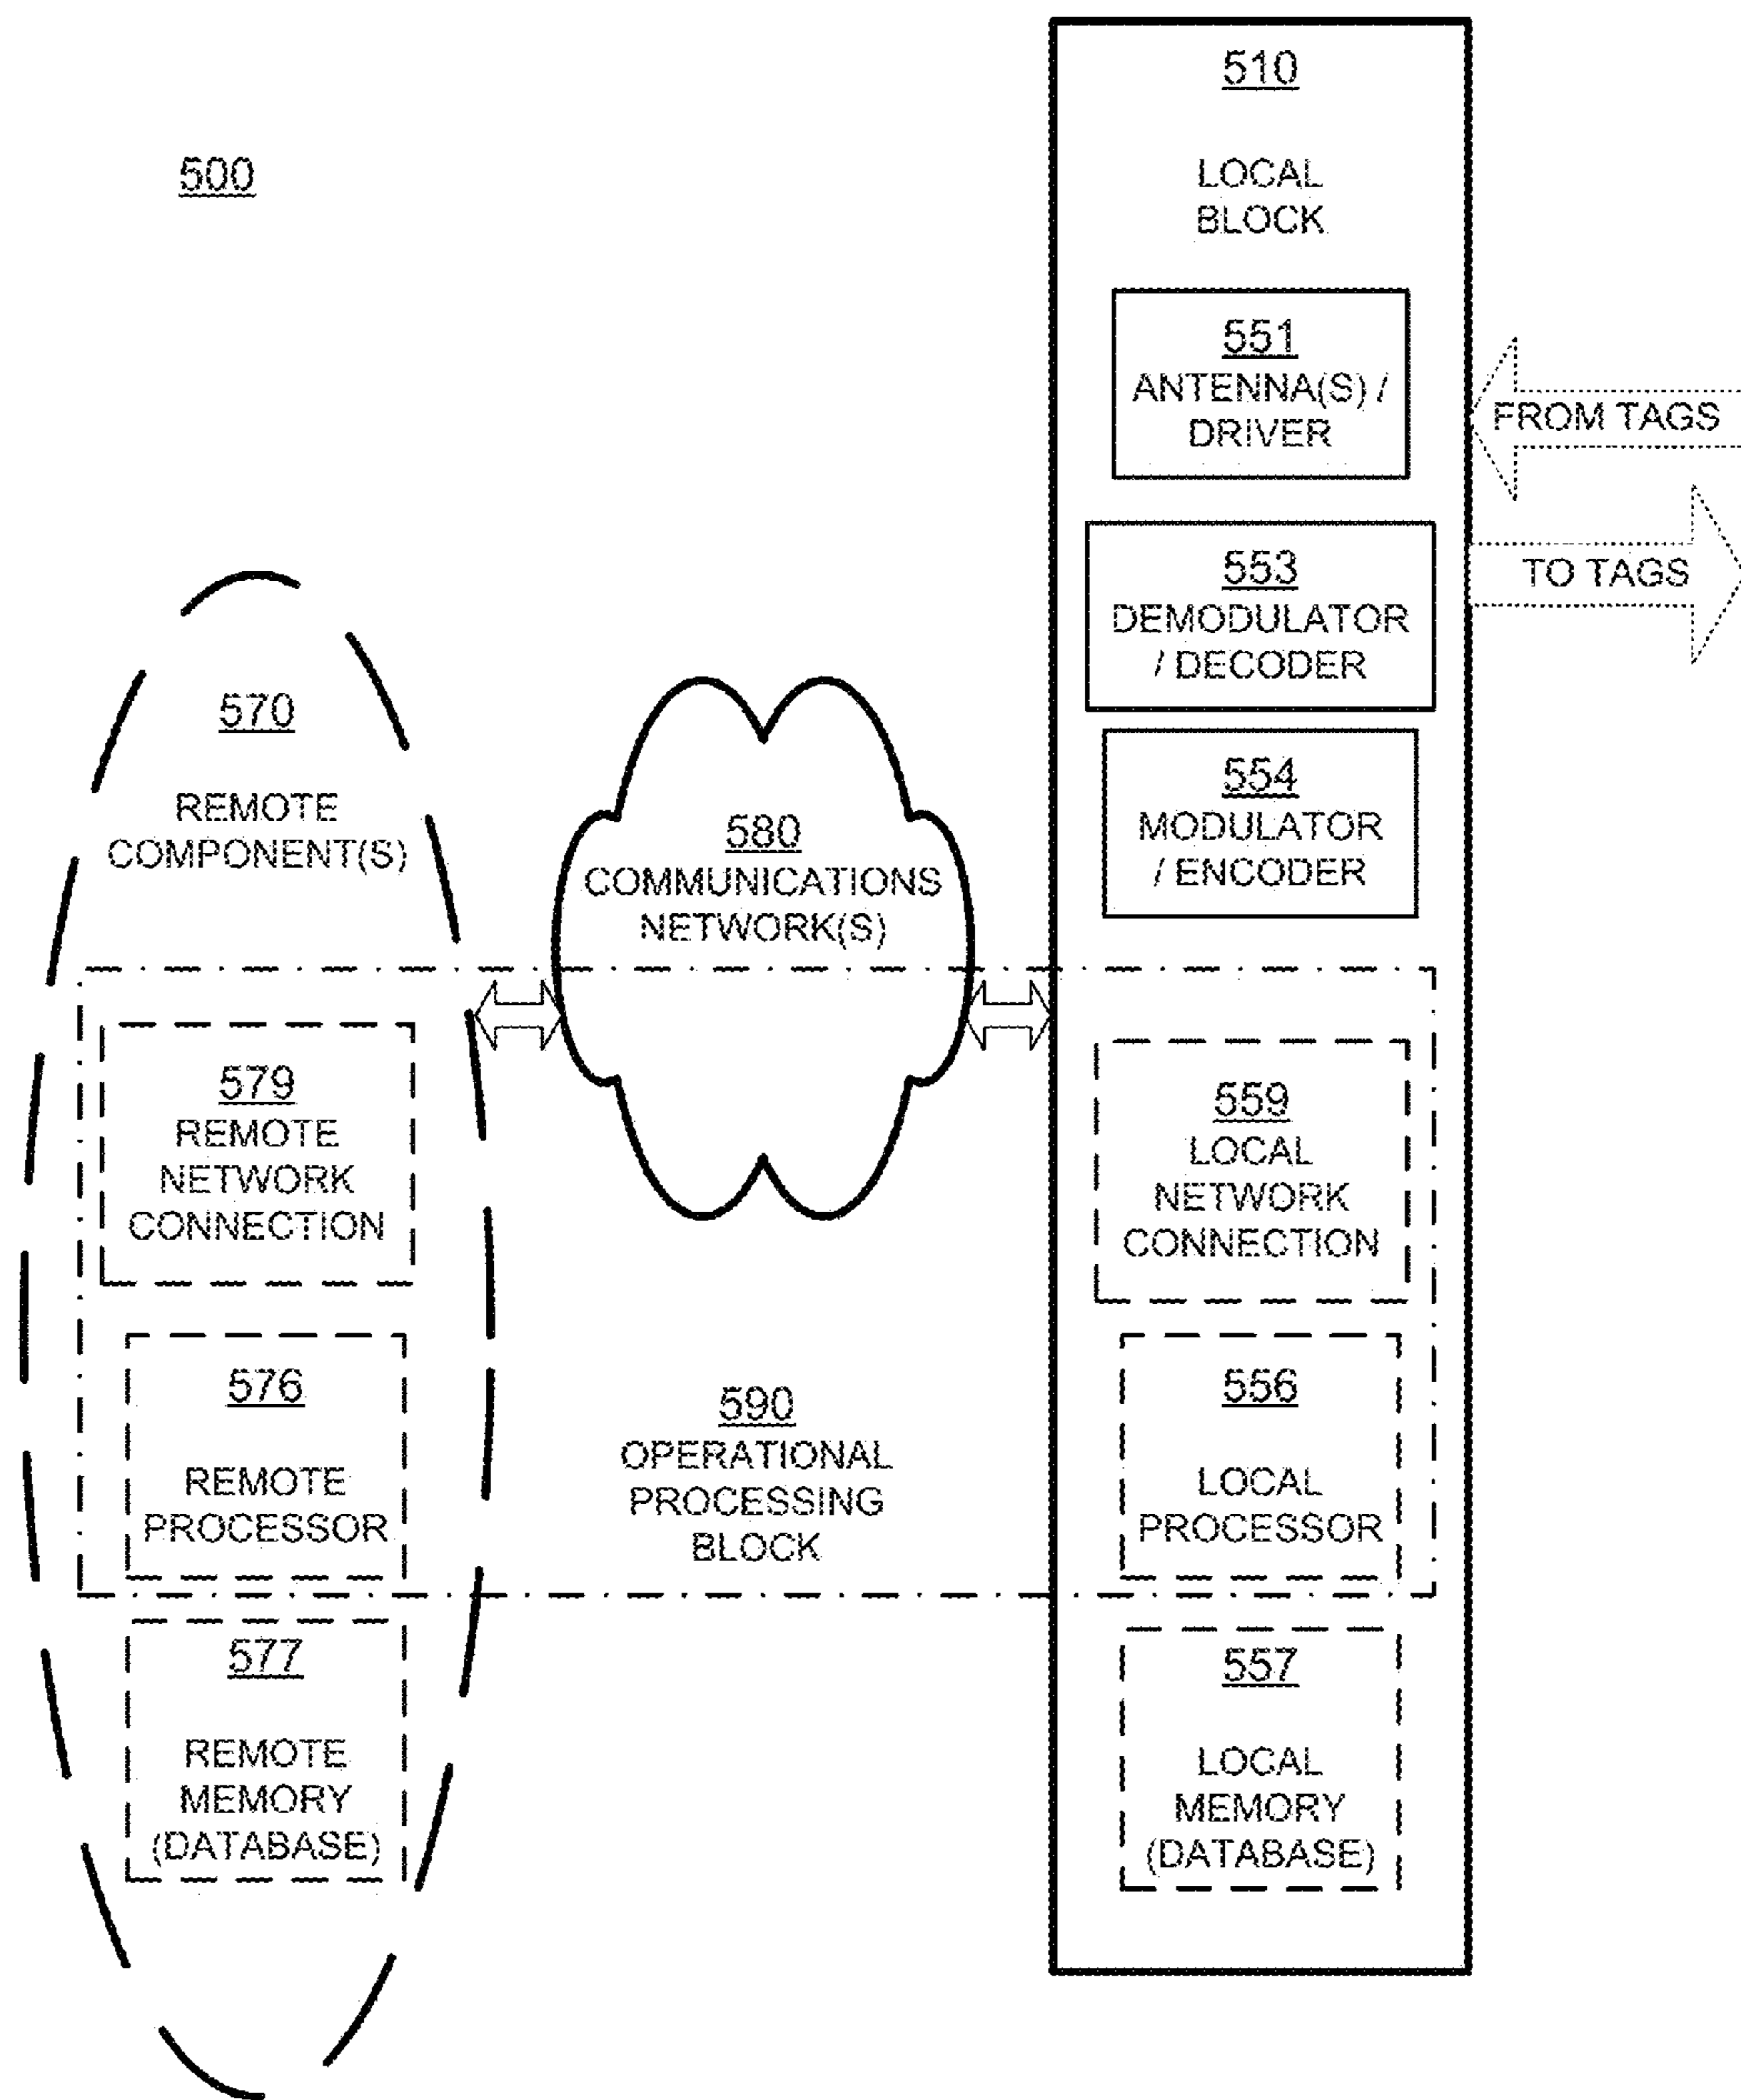 500
510
LOCAL
BLOCK
551
ANTENNA(S) /
DRIVER
FROM TAGS
TO TAGS
553
DEMODULATOR
/ DECODER
554
MODULATOR
/ ENCODER
570
REMOTE
COMPONENT(S)
580
COMMUNICATIONS
NETWORK(S)
579
REMOTE
NETWORK
CONNECTION
559
LOCAL
NETWORK
CONNECTION
576
REMOTE
PROCESSOR
590
OPERATIONAL
PROCESSING
BLOCK
556
LOCAL
PROCESSOR
577
REMOTE
MEMORY
(DATABASE)
557
LOCAL
MEMORY
(DATABASE)